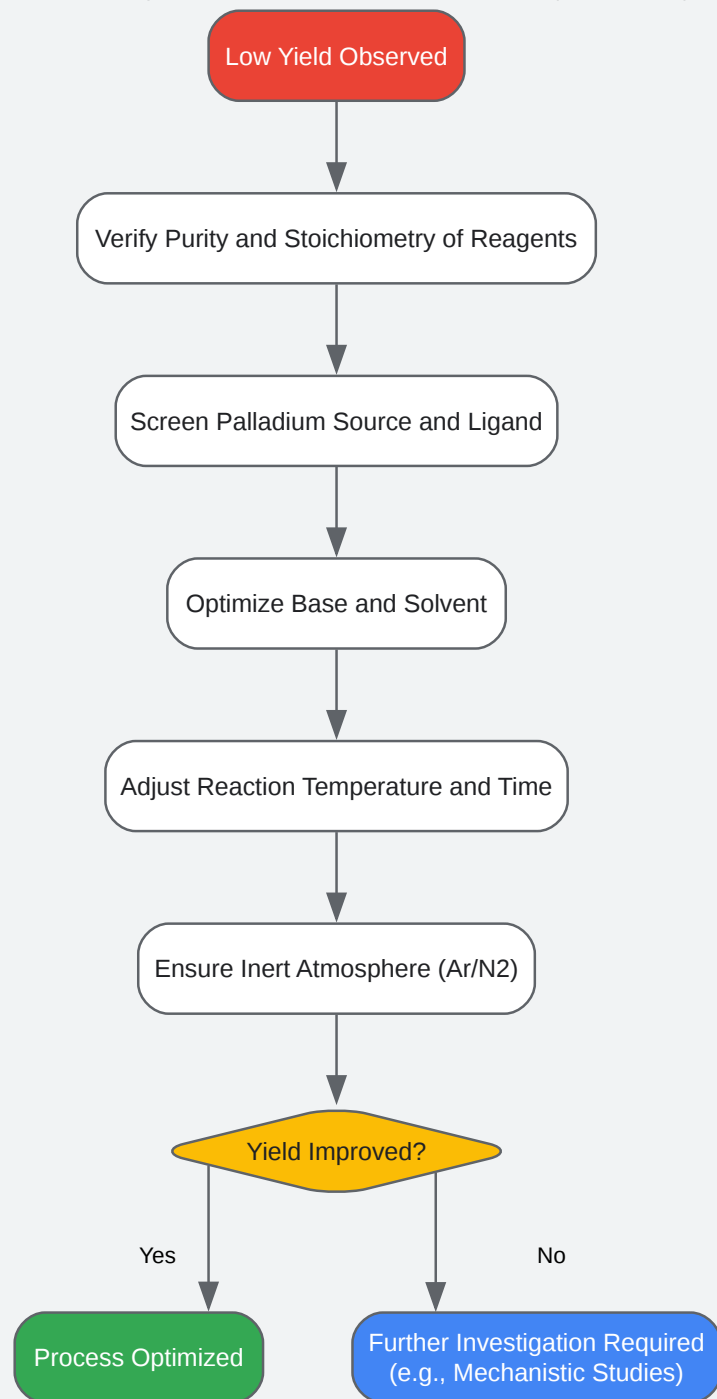 Low Yield Observed
Verify Purity and Stoichiometry of Reagents
Screen Palladium Source and Ligand
Optimize Base and Solvent
Adjust Reaction Temperature and Time
Ensure Inert Atmosphere (Ar/N2)
Yield Improved?
Yes
No
Process Optimized
Further Investigation Required
(e.g., Mechanistic Studies)